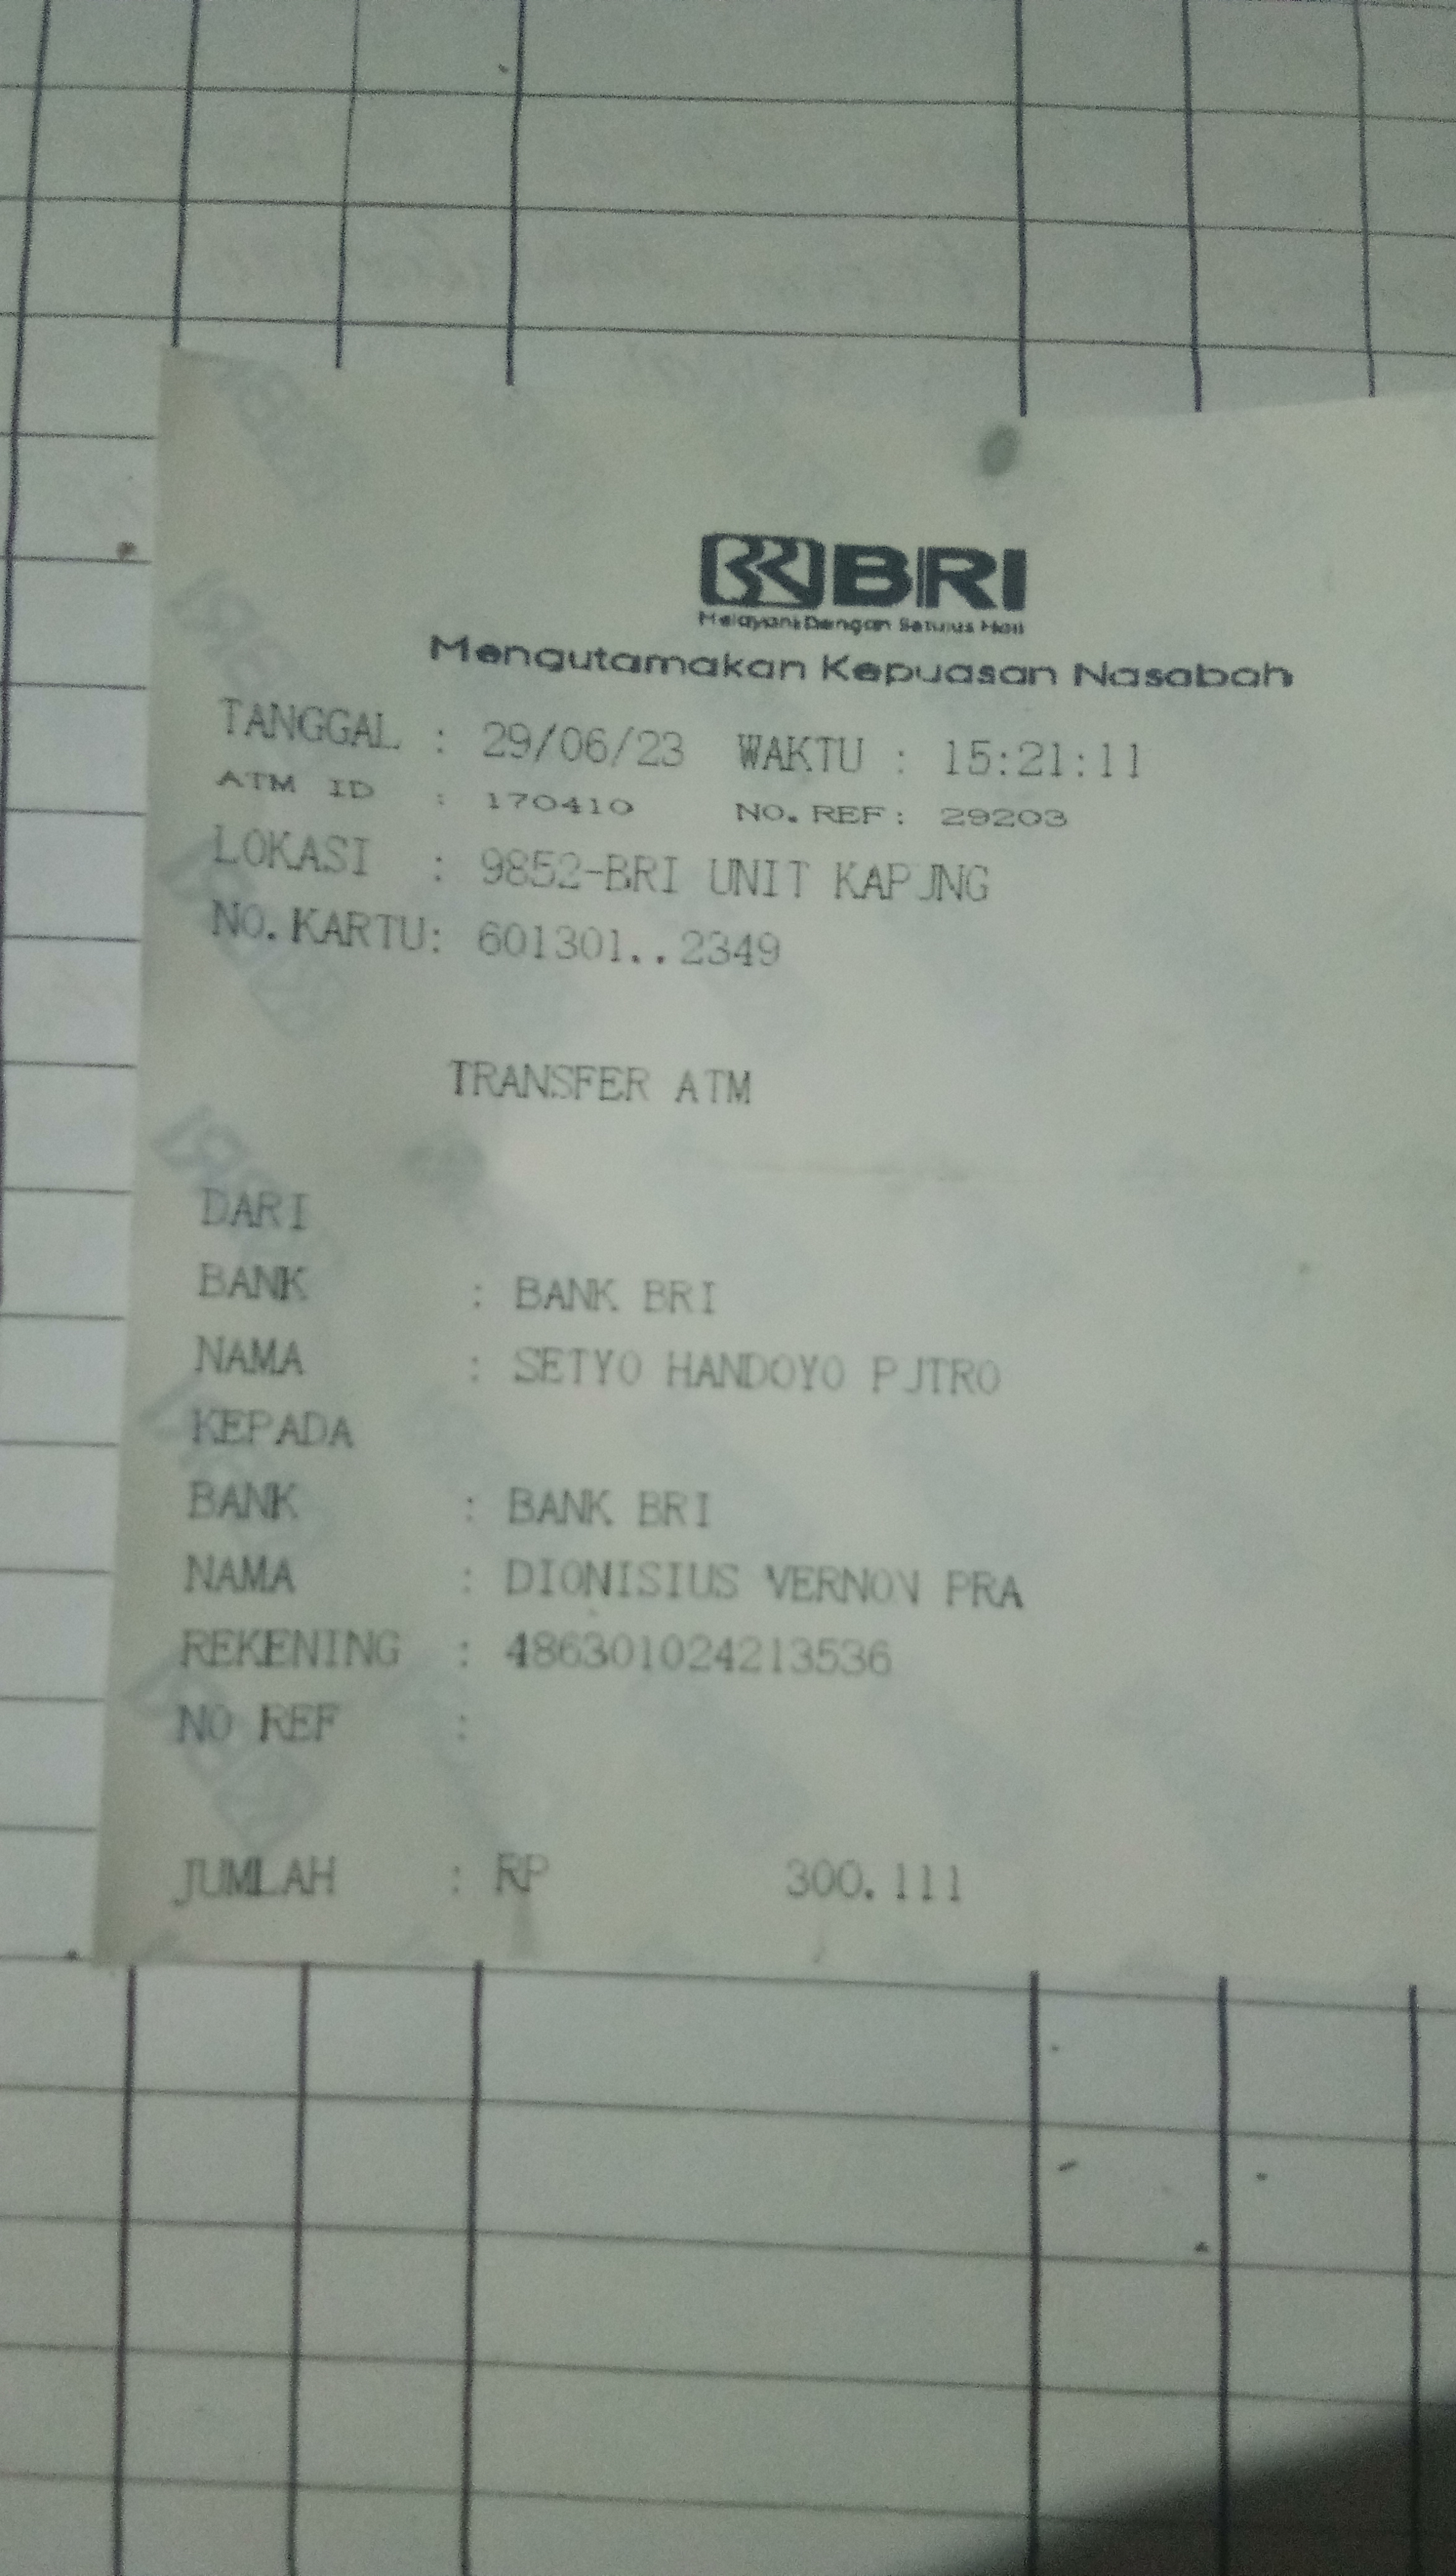 BRI
Melayani Dengan Setulus Hati
Mengutamakan Kepuasan Nasabah
TANGGAL : 29/06/23 WAKTU : 15:21:11
ATM ID : 170410 NO. REF : 29203
LOKASI : 9852-BRI UNIT KAPJNG
NO. KARTU: 601301..2349
TRANSFER ATM
DARI
BANK : BANK BRI
NAMA : SETYO HANDOYO PJTRO
KEPADA
BANK : BANK BRI
NAMA : DIONISIUS VERNON PRA
REKENING : 486301024213536
NO REF :
JUMLAH : RP 300.111